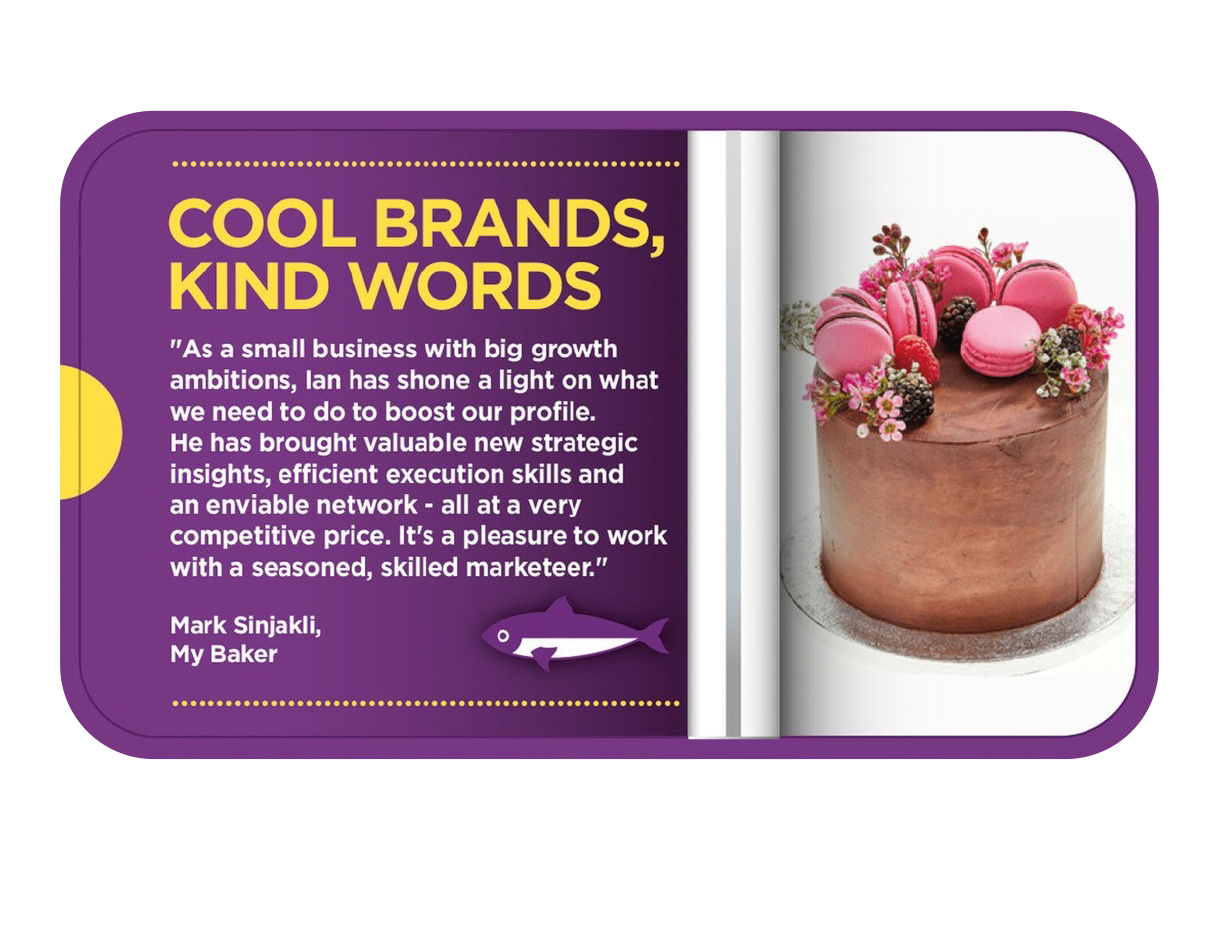 COOL BRANDS,
KIND WORDS
"As a small business with big growth
ambitions, Ian has shone a light on what
we need to do to boost our profile.
He has brought valuable new strategic
insights, efficient execution skills and
an enviable network - all at a very
competitive price. It's a pleasure to work
with a seasoned, skilled marketeer."
Mark Sinjakli,
My Baker